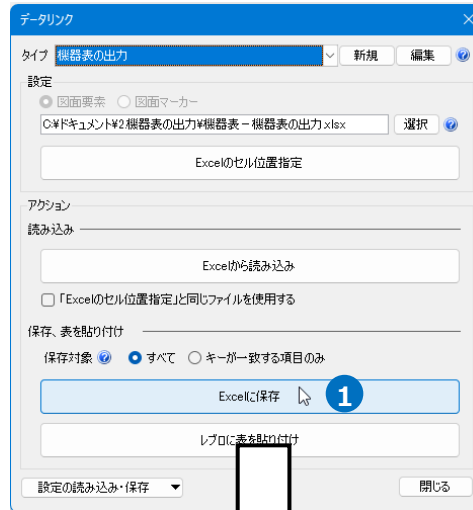 データリンク
タイプ 機器表の出力 新規 編集
設定
図面要素 図面マーカー
C:¥ドキュメント¥2.機器表の出力¥機器表－機器表の出力.xlsx 選択
Excelのセル位置指定
アクション
読み込み
Excelから読み込み
「Excelのセル位置指定」と同じファイルを使用する
保存、表を貼り付け
保存対象 すべて キーが一致する項目のみ
Excelに保存 1
レブロに表を貼り付け
設定の読み込み・保存 閉じる